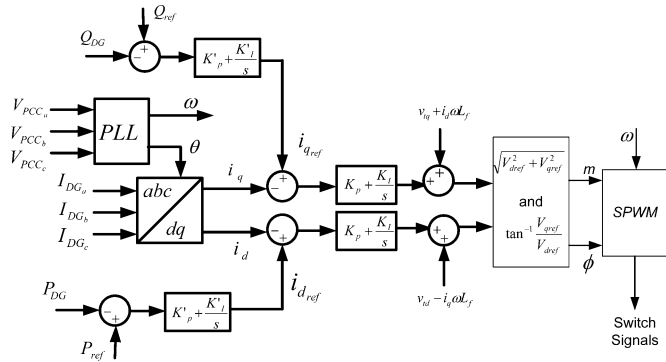 Q_ref
Q_DG
+
−
K'_p + K'_I/s
V_PCC_a
V_PCC_b
V_PCC_c
PLL
ω
θ
I_DG_a
I_DG_b
I_DG_c
abc
dq
i_q
i_d
i_q_ref
−
+
K_p + K_I/s
v_tq + i_d ωL_f
+
+
−
+
K_p + K_I/s
+
+
v_td − i_q ωL_f
i_d_ref
√(V²_dref + V²_qref)
and
tan⁻¹ V_qref/V_dref
m
ϕ
ω
SPWM
Switch
Signals
P_DG
−
+
P_ref
K'_p + K'_I/s